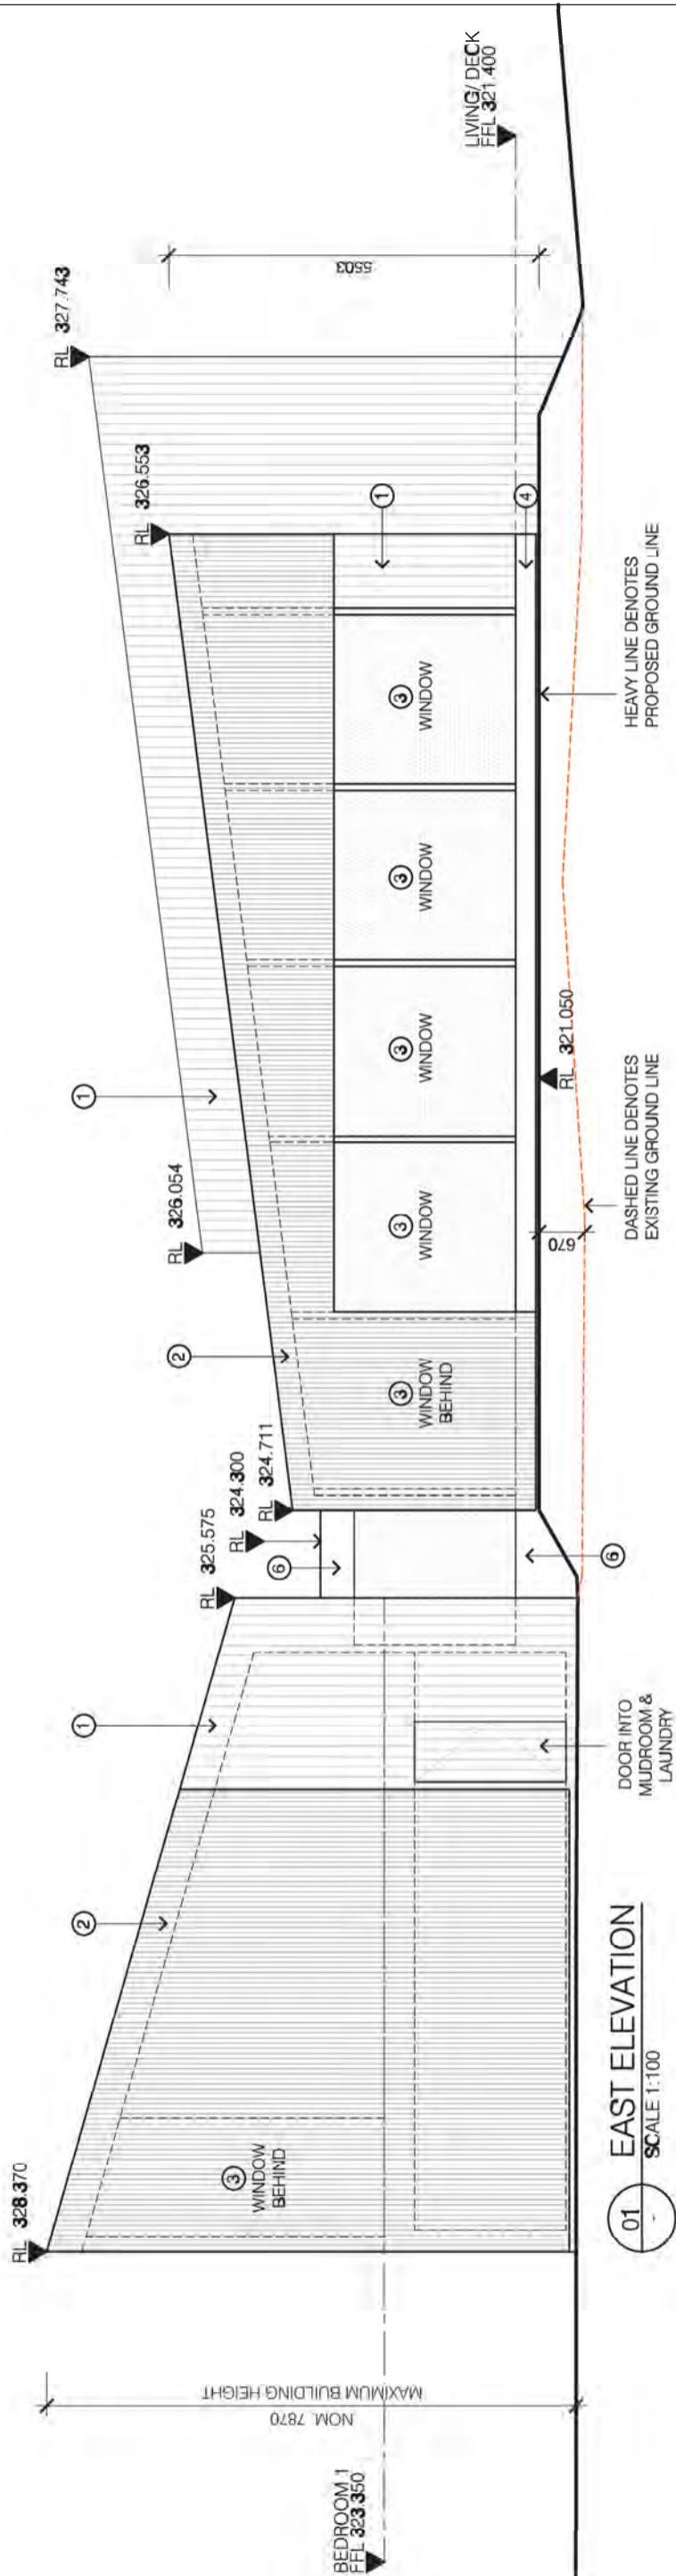 RL 328.370
RL 325.575
RL 324.300
RL 324.711
RL 326.054
RL 326.553
RL 327.743
LIVING/ DECK
FFL 321.400
5503
1
4
1
2
1
2
6
6
3
WINDOW
BEHIND
3
WINDOW
BEHIND
3
WINDOW
3
WINDOW
3
WINDOW
3
WINDOW
NOM. 7870
MAXIMUM BUILDING HEIGHT
BEDROOM 1
FFL 323.350
DOOR INTO
MUDROOM &
LAUNDRY
670
DASHED LINE DENOTES
EXISTING GROUND LINE
RL 321.050
HEAVY LINE DENOTES
PROPOSED GROUND LINE
01
-
EAST ELEVATION
SCALE 1:100